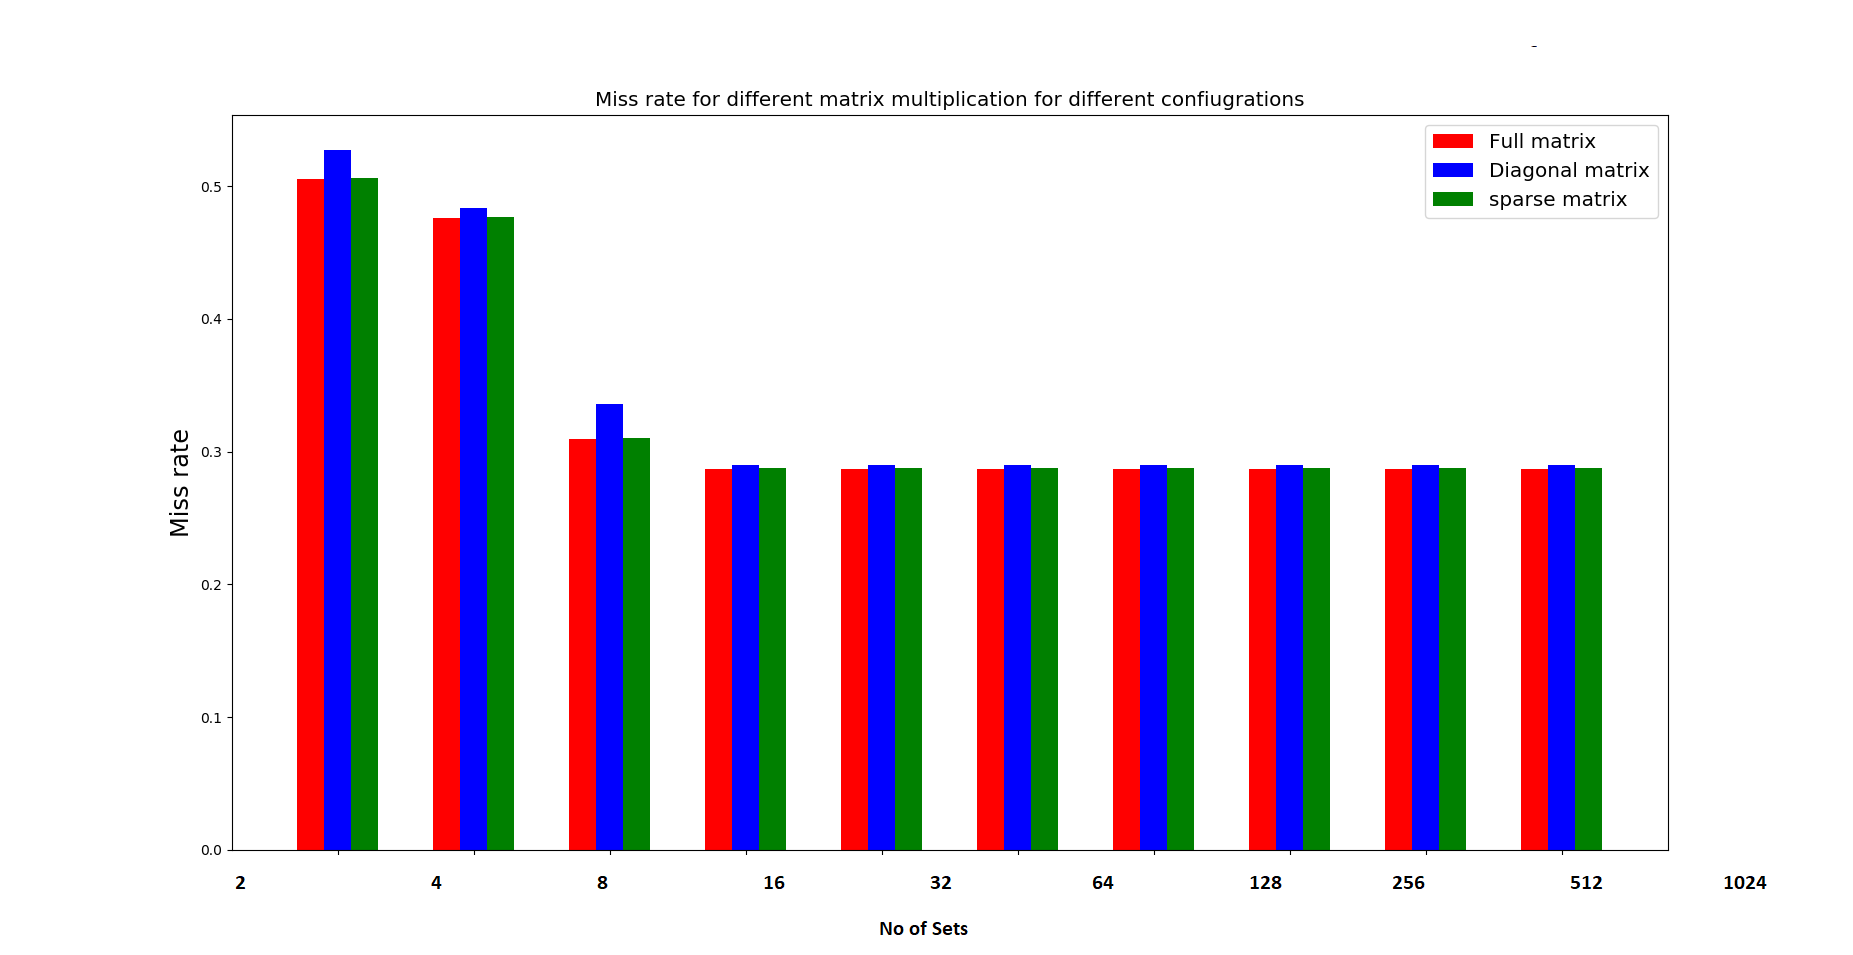 -
Miss rate for different matrix multiplication for different confiugrations
Full matrix
Diagonal matrix
sparse matrix
0.5
0.4
0.3
0.2
0.1
0.0
Miss rate
2 4 8 16 32 64 128 256 512 1024
No of Sets